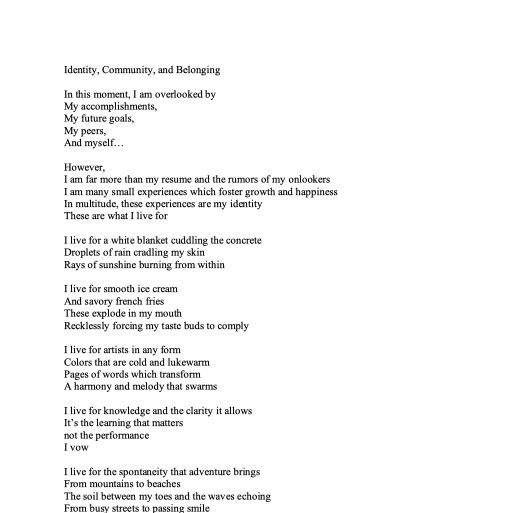 Identity, Community, and Belonging
In this moment, I am overlooked by
My accomplishments,
My future goals,
My peers,
And myself…
However,
I am far more than my resume and the rumors of my onlookers
I am many small experiences which foster growth and happiness
In multitude, these experiences are my identity
These are what I live for
I live for a white blanket cuddling the concrete
Droplets of rain cradling my skin
Rays of sunshine burning from within
I live for smooth ice cream
And savory french fries
These explode in my mouth
Recklessly forcing my taste buds to comply
I live for artists in any form
Colors that are cold and lukewarm
Pages of words which transform
A harmony and melody that swarms
I live for knowledge and the clarity it allows
It’s the learning that matters
not the performance
I vow
I live for the spontaneity that adventure brings
From mountains to beaches
The soil between my toes and the waves echoing
From busy streets to passing smile